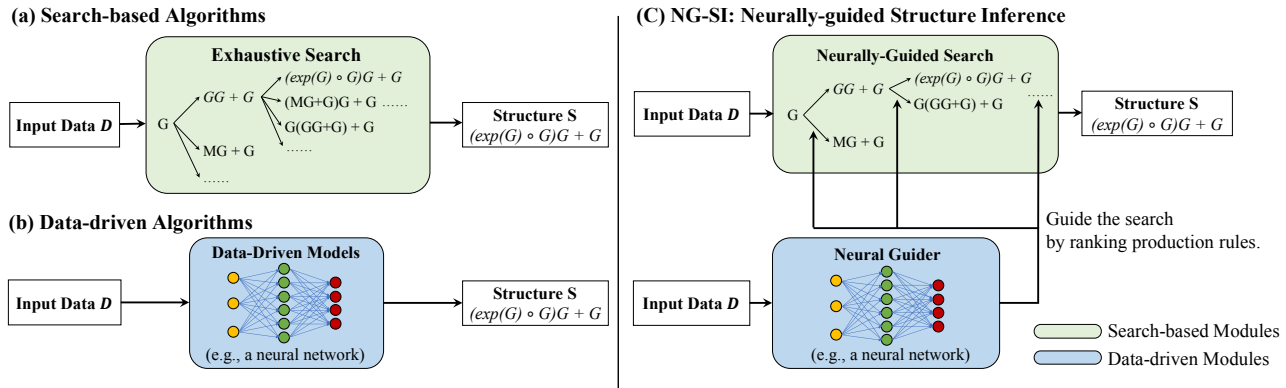 (a) Search-based Algorithms
Input Data D
Exhaustive Search
G
GG + G
MG + G
……
(exp(G) ∘ G)G + G
(MG+G)G + G ……
G(GG+G) + G
……
Structure S
(exp(G) ∘ G)G + G
(b) Data-driven Algorithms
Input Data D
Data-Driven Models
(e.g., a neural network)
Structure S
(exp(G) ∘ G)G + G
(C) NG-SI: Neurally-guided Structure Inference
Input Data D
Neurally-Guided Search
G
GG + G
MG + G
(exp(G) ∘ G)G + G
G(GG+G) + G
……
Structure S
(exp(G) ∘ G)G + G
Guide the search
by ranking production rules.
Input Data D
Neural Guider
(e.g., a neural network)
Search-based Modules
Data-driven Modules